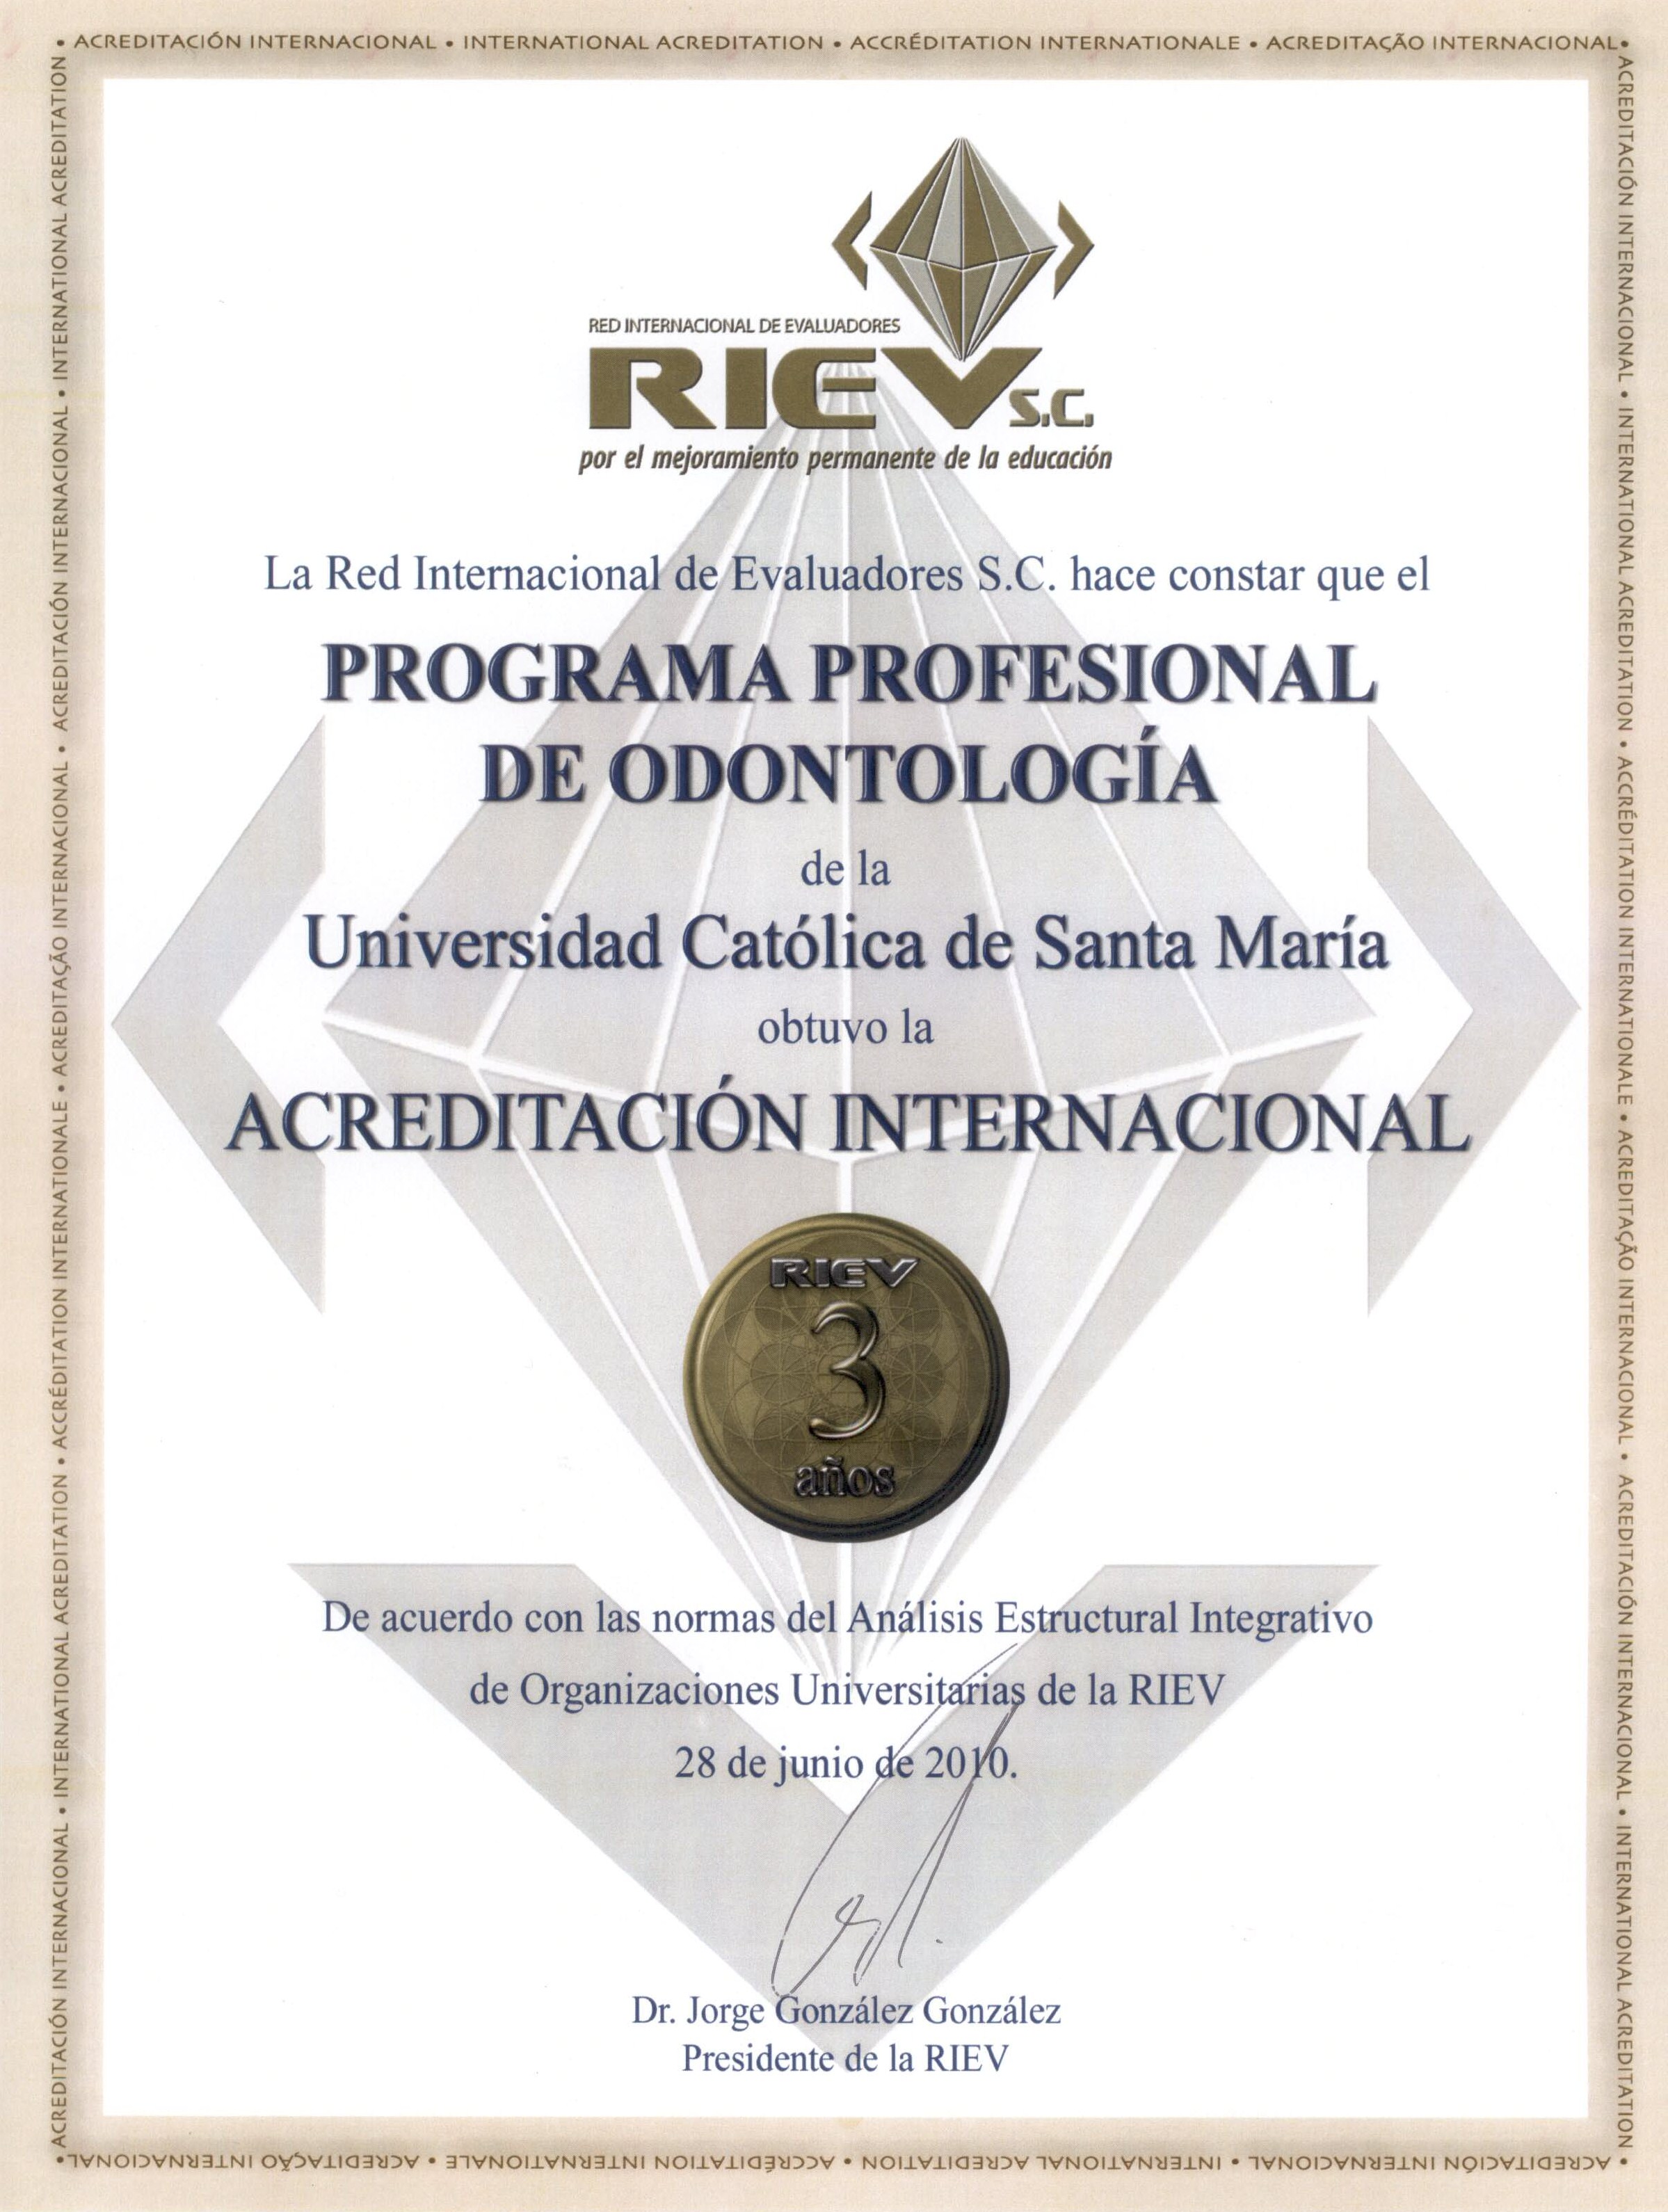 • ACREDITACIÓN INTERNACIONAL • INTERNATIONAL ACREDITATION • ACCRÉDITATION INTERNATIONALE • ACREDITAÇÃO INTERNACIONAL•
RED INTERNACIONAL DE EVALUADORES
RIEV S.C.
por el mejoramiento permanente de la educación
La Red Internacional de Evaluadores S.C. hace constar que el
PROGRAMA PROFESIONAL
DE ODONTOLOGÍA
de la
Universidad Católica de Santa María
obtuvo la
ACREDITACIÓN INTERNACIONAL
RIEV
3
años
De acuerdo con las normas del Análisis Estructural Integrativo
de Organizaciones Universitarias de la RIEV
28 de junio de 2010.
Dr. Jorge González González
Presidente de la RIEV
ACREDITACIÓN INTERNACIONAL • INTERNATIONAL ACREDITATION • ACCRÉDITATION INTERNATIONALE • ACREDITAÇÃO INTERNACIONAL • ACREDITACIÓN INTERNACIONAL • INTERNATIONAL ACREDITATION
ACREDITACIÓN INTERNACIONAL • INTERNATIONAL ACREDITATION • ACCRÉDITATION INTERNATIONALE • ACREDITAÇÃO INTERNACIONAL • ACREDITACIÓN INTERNACIONAL • INTERNATIONAL ACREDITATION
• ACREDITACIÓN INTERNACIONAL • INTERNATIONAL ACREDITATION • ACCRÉDITATION INTERNATIONALE • ACREDITAÇÃO INTERNACIONAL•